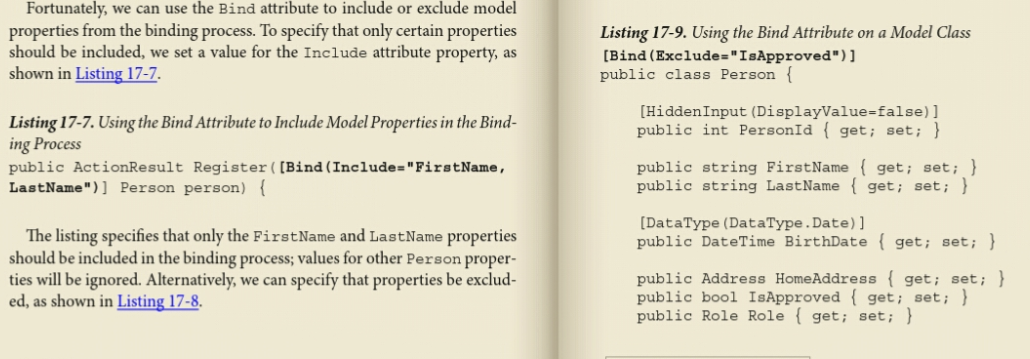 Fortunately, we can use the Bind attribute to include or exclude model
properties from the binding process. To specify that only certain properties
should be included, we set a value for the Include attribute property, as
shown in Listing 17-7.
Listing 17-7. Using the Bind Attribute to Include Model Properties in the Bind-
ing Process
public ActionResult Register([Bind(Include="FirstName,
LastName")] Person person) {
The listing specifies that only the FirstName and LastName properties
should be included in the binding process; values for other Person proper-
ties will be ignored. Alternatively, we can specify that properties be exclud-
ed, as shown in Listing 17-8.
Listing 17-9. Using the Bind Attribute on a Model Class
[Bind(Exclude="IsApproved")]
public class Person {
[HiddenInput(DisplayValue=false)]
public int PersonId { get; set; }
public string FirstName { get; set; }
public string LastName { get; set; }
[DataType(DataType.Date)]
public DateTime BirthDate { get; set; }
public Address HomeAddress { get; set; }
public bool IsApproved { get; set; }
public Role Role { get; set; }